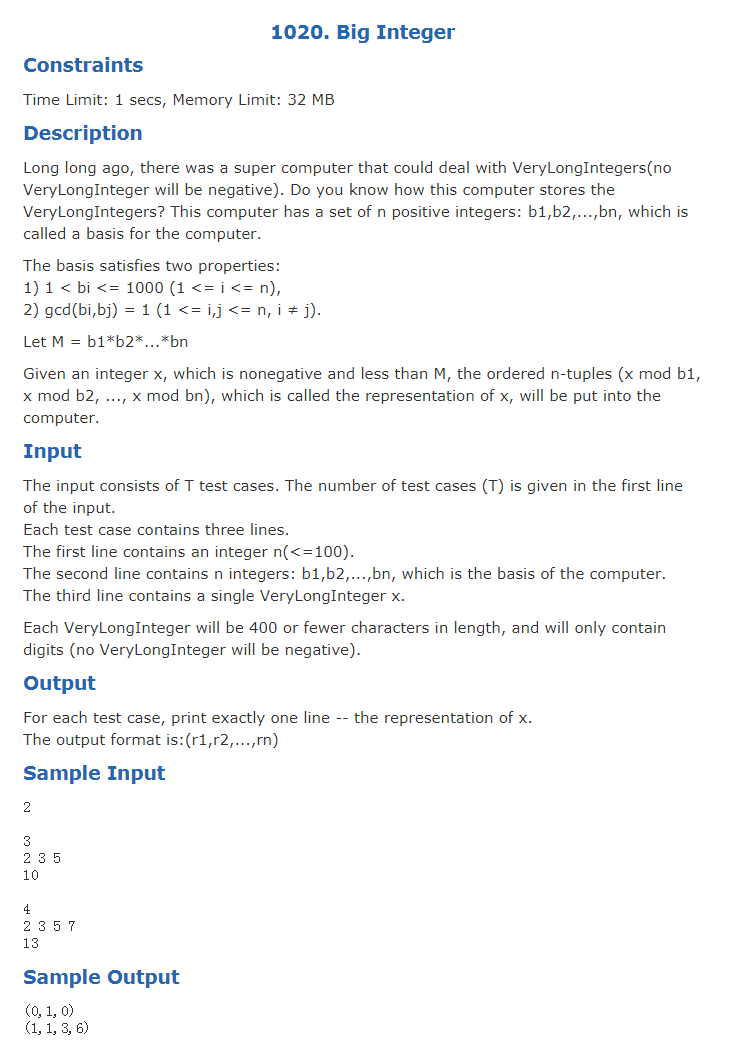 1020. Big Integer
Constraints
Time Limit: 1 secs, Memory Limit: 32 MB
Description
Long long ago, there was a super computer that could deal with VeryLongIntegers(no
VeryLongInteger will be negative). Do you know how this computer stores the
VeryLongIntegers? This computer has a set of n positive integers: b1,b2,...,bn, which is
called a basis for the computer.
The basis satisfies two properties:
1) 1 < bi <= 1000 (1 <= i <= n),
2) gcd(bi,bj) = 1 (1 <= i,j <= n, i ≠ j).
Let M = b1*b2*...*bn
Given an integer x, which is nonegative and less than M, the ordered n-tuples (x mod b1,
x mod b2, ..., x mod bn), which is called the representation of x, will be put into the
computer.
Input
The input consists of T test cases. The number of test cases (T) is given in the first line
of the input.
Each test case contains three lines.
The first line contains an integer n(<=100).
The second line contains n integers: b1,b2,...,bn, which is the basis of the computer.
The third line contains a single VeryLongInteger x.
Each VeryLongInteger will be 400 or fewer characters in length, and will only contain
digits (no VeryLongInteger will be negative).
Output
For each test case, print exactly one line -- the representation of x.
The output format is:(r1,r2,...,rn)
Sample Input
2
3
2 3 5
10
4
2 3 5 7
13
Sample Output
(0,1,0)
(1,1,3,6)